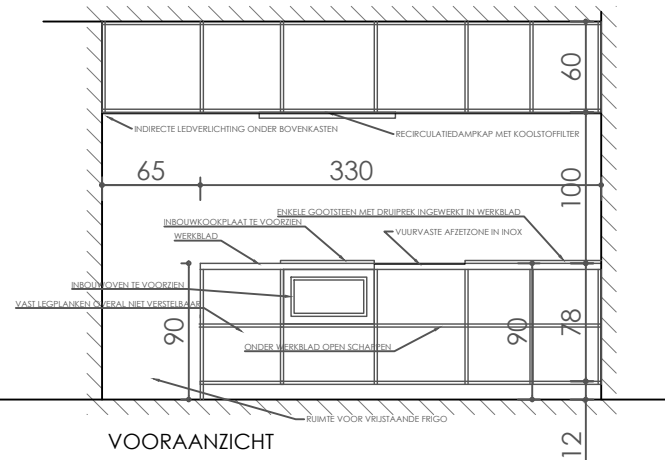 60
INDIRECTE LEDVERLICHTING ONDER BOVENKASTEN
RECIRCULATIEDAMPKAP MET KOOLSTOFFILTER
65
330
100
ENKELE GOOTSTEEN MET DRUIPREK INGEWERKT IN WERKBLAD
INBOUWKOOKPLAAT TE VOORZIEN
VUURVASTE AFZETZONE IN INOX
WERKBLAD
INBOUWOVEN TE VOORZIEN
VAST LEGPLANKEN OVERAL NIET VERSTELBAAR
90
90
78
ONDER WERKBLAD OPEN SCHAPPEN
RUIMTE VOOR VRIJSTAANDE FRIGO
VOORAANZICHT
12